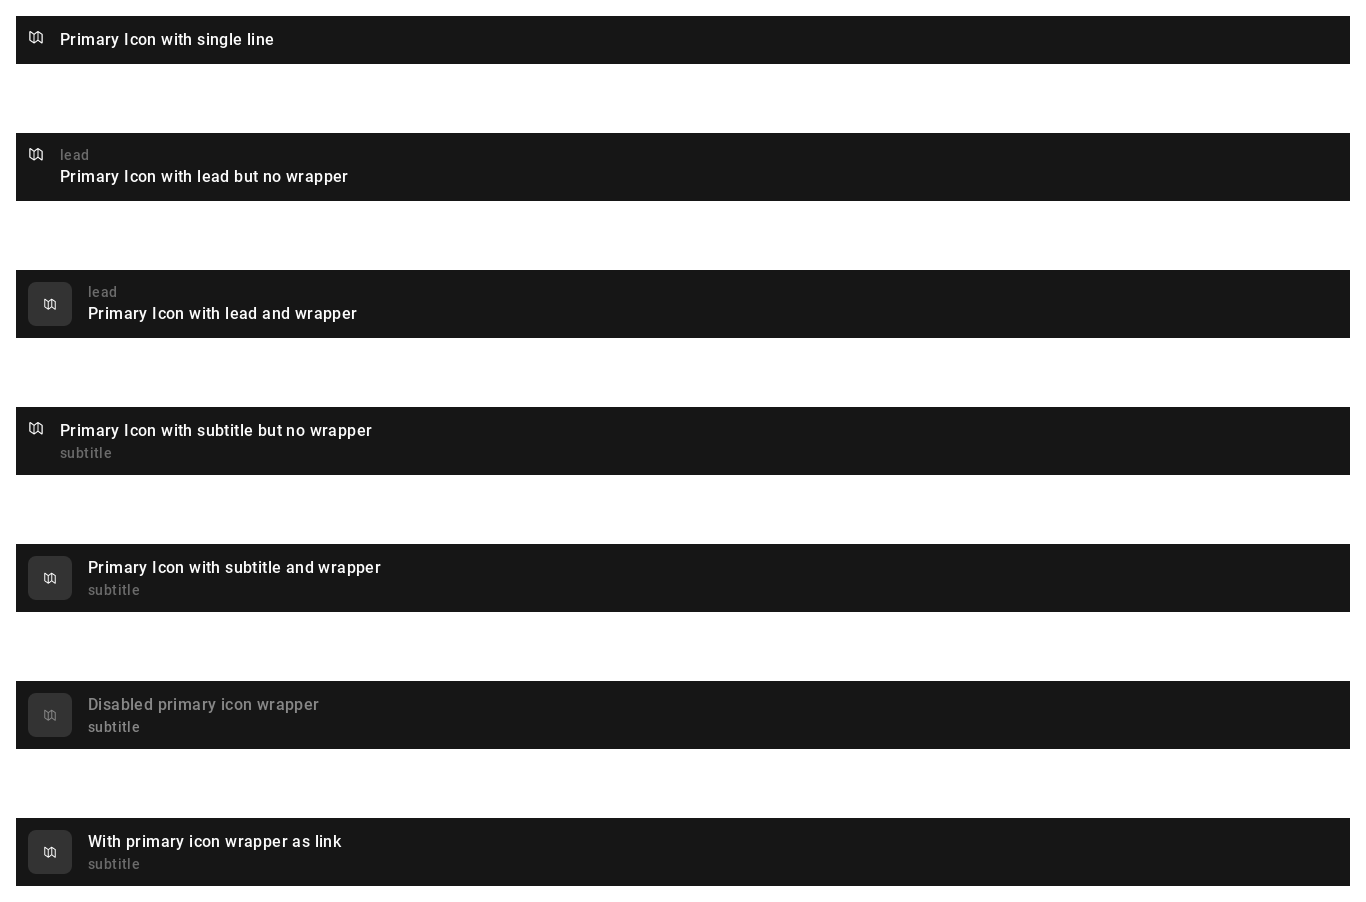 Primary Icon with single line
lead
Primary Icon with lead but no wrapper
lead
Primary Icon with lead and wrapper
Primary Icon with subtitle but no wrapper
subtitle
Primary Icon with subtitle and wrapper
subtitle
Disabled primary icon wrapper
subtitle
With primary icon wrapper as link
subtitle